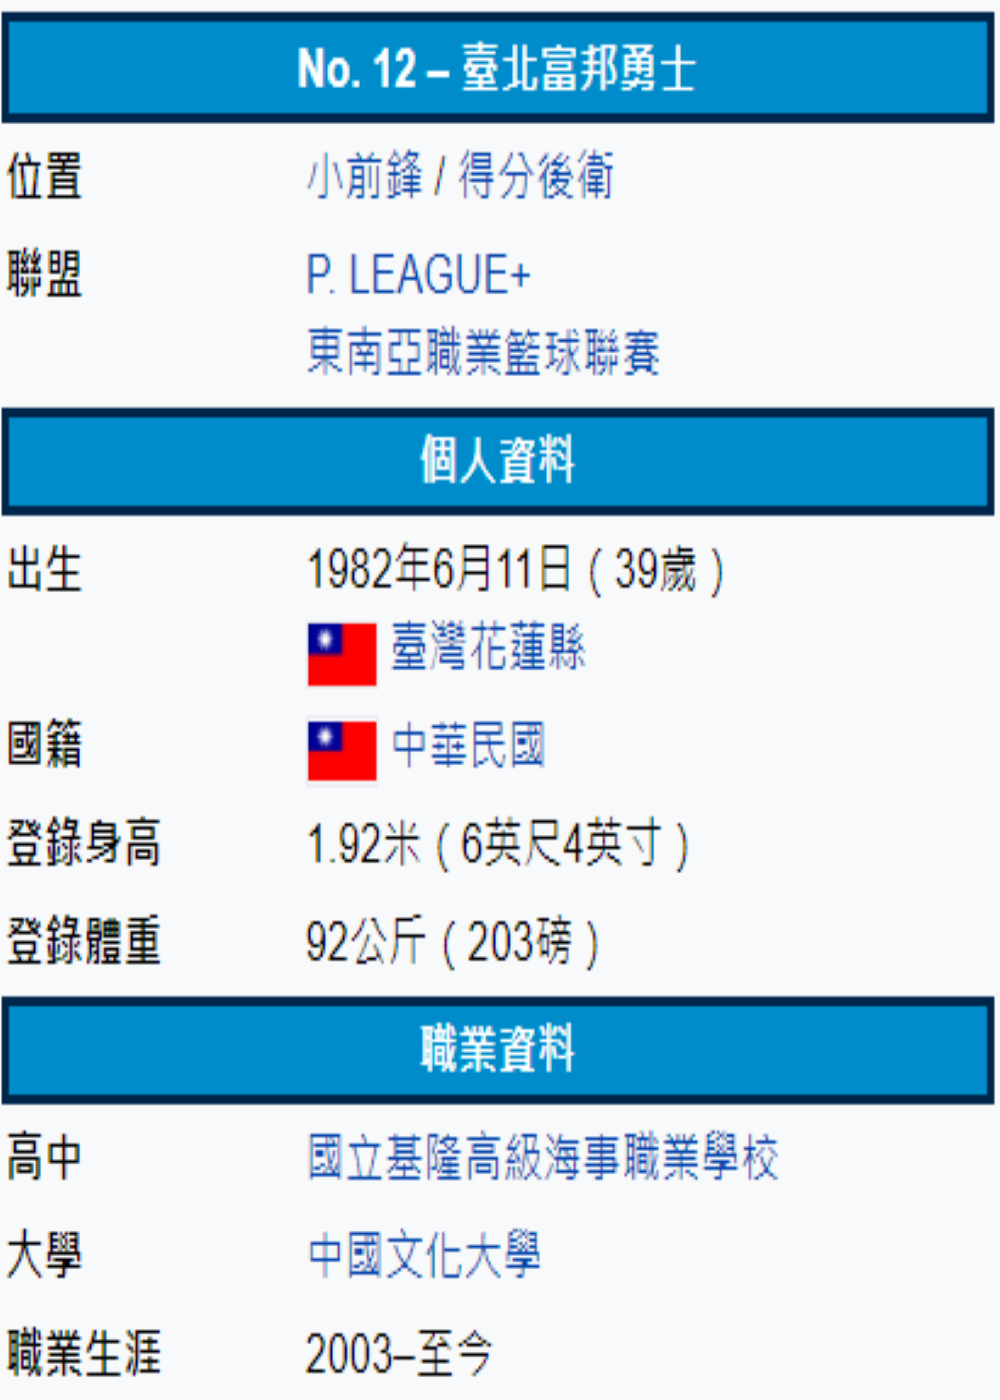 No. 12 – 臺北富邦勇士
位置 小前鋒 / 得分後衛
聯盟 P. LEAGUE+
東南亞職業籃球聯賽
個人資料
出生 1982年6月11日（39歲）
臺灣花蓮縣
國籍 中華民國
登錄身高 1.92米（6英尺4英寸）
登錄體重 92公斤（203磅）
職業資料
高中 國立基隆高級海事職業學校
大學 中國文化大學
職業生涯 2003–至今